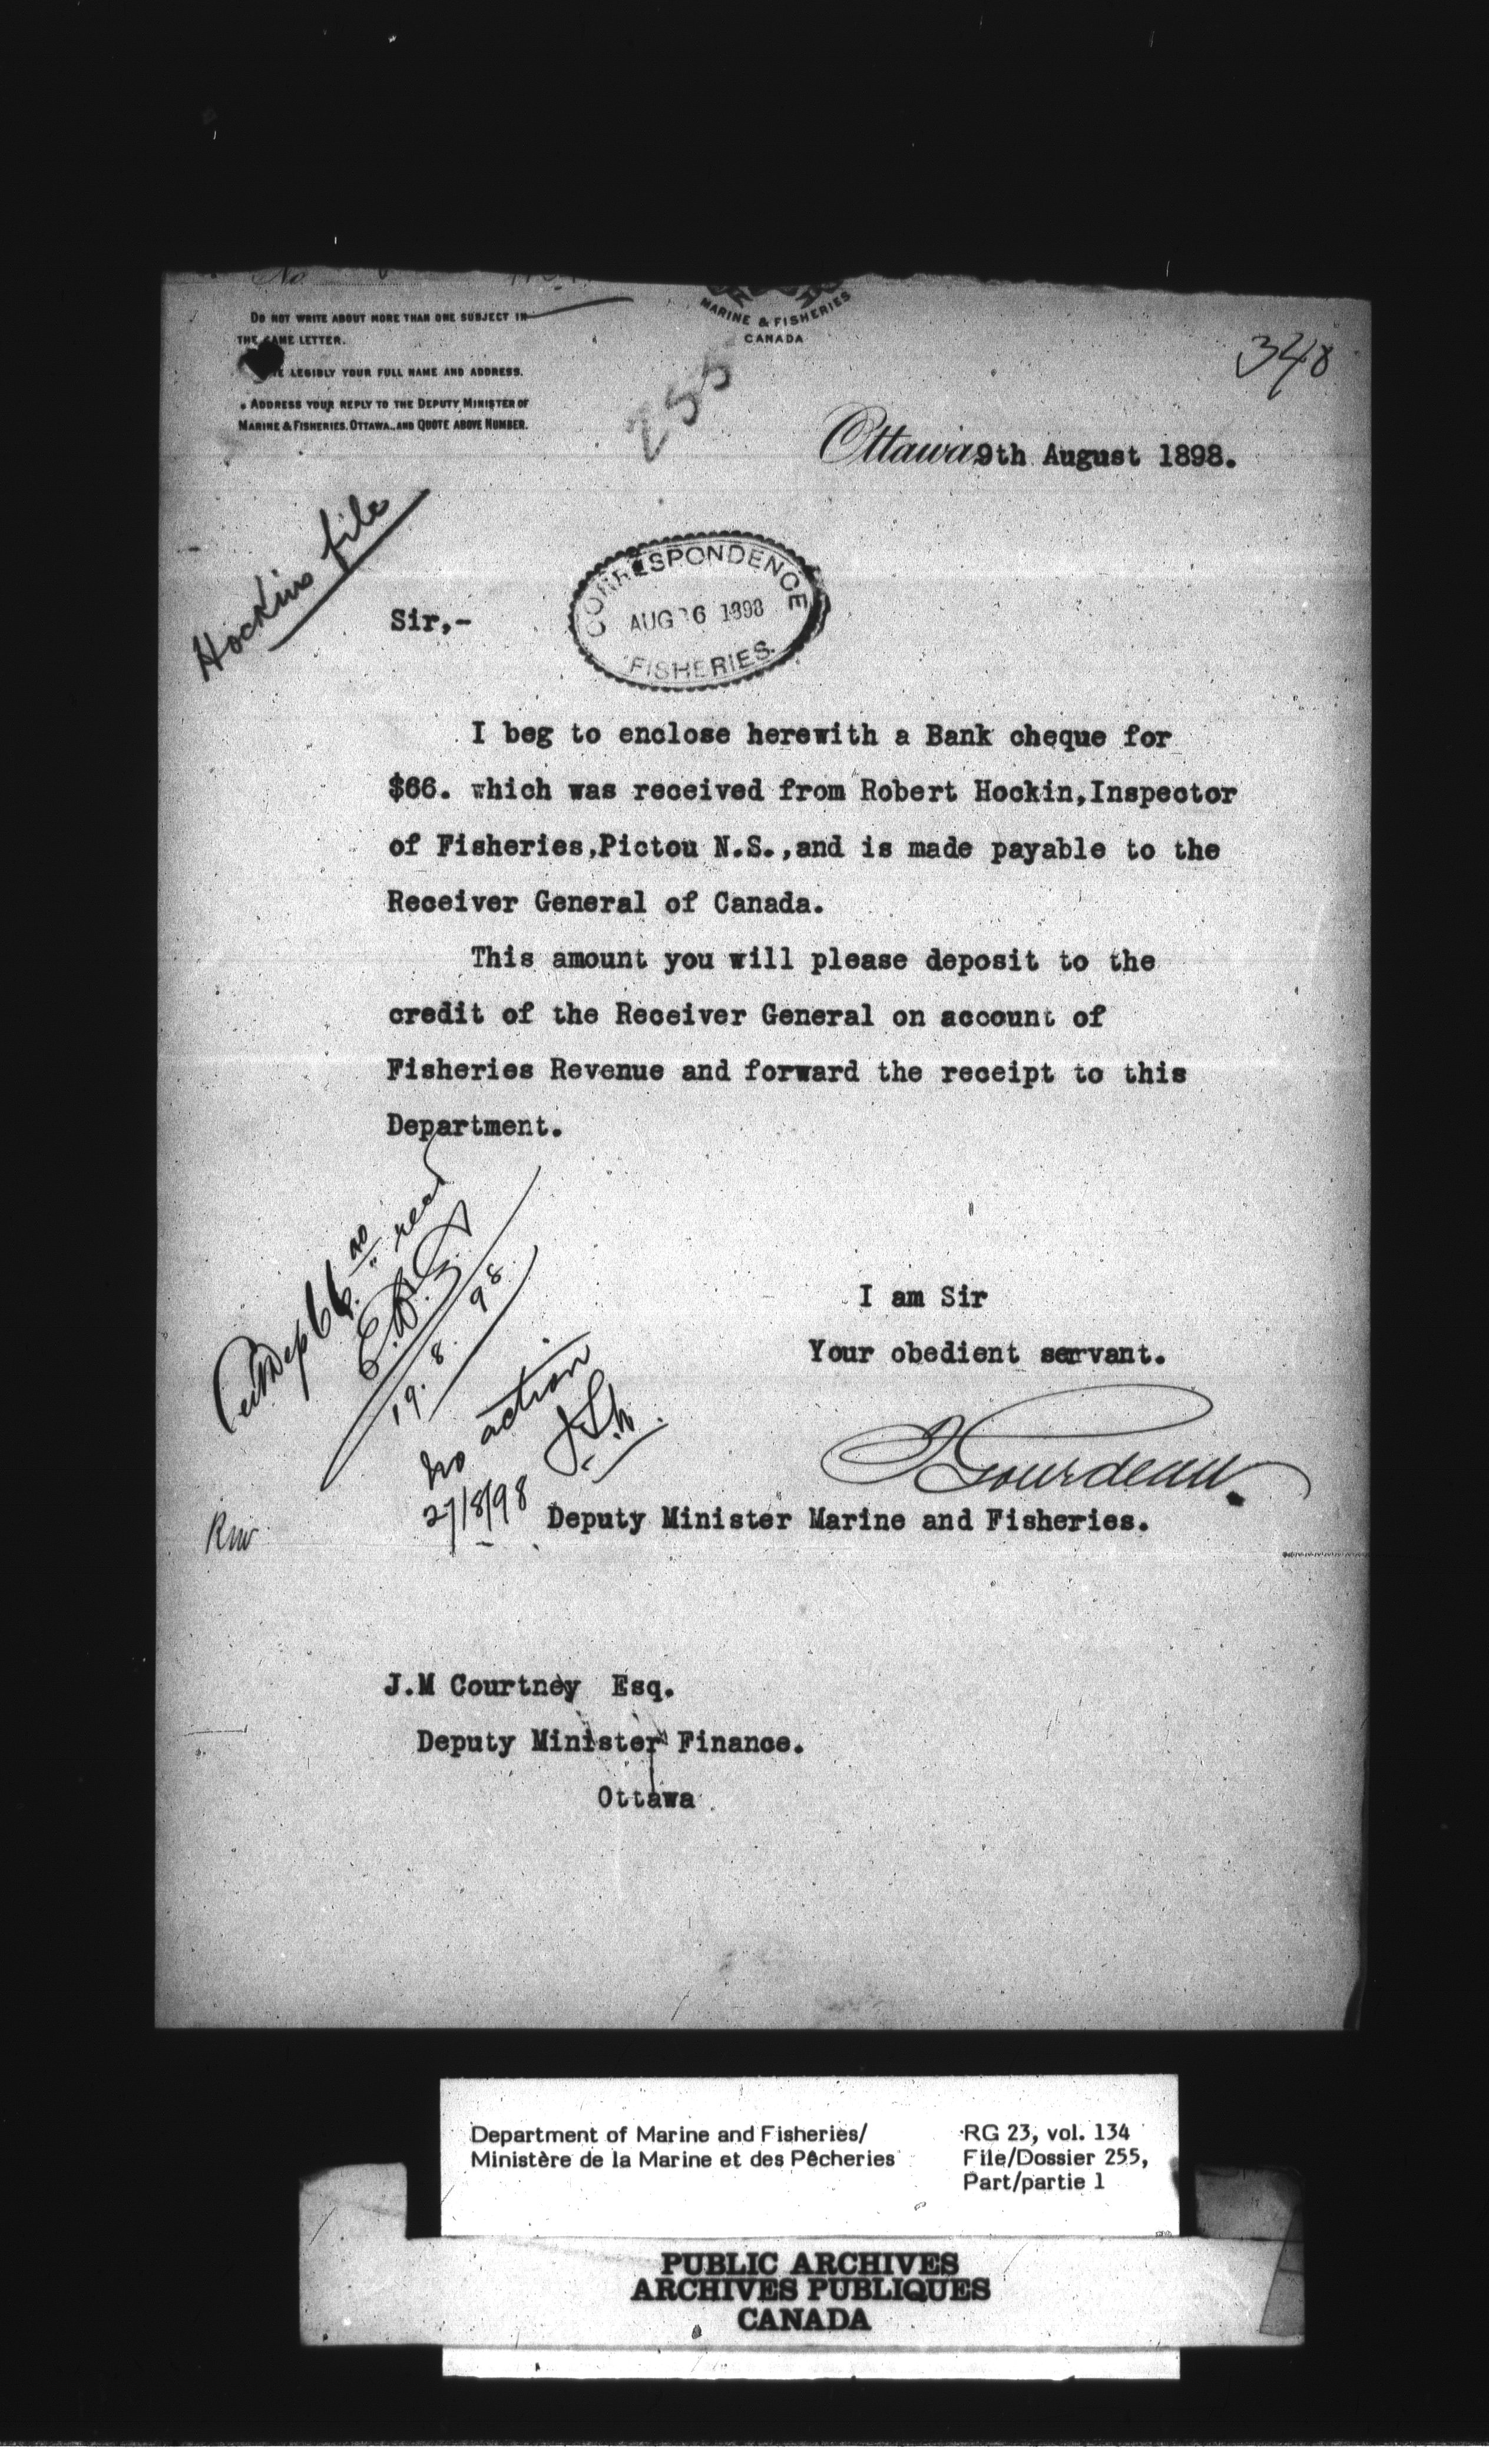 No
DO NOT WRITE ABOUT MORE THAN ONE SUBJECT IN
THE SAME LETTER.
LEGIBLY YOUR FULL NAME AND ADDRESS.
ADDRESS YOUR REPLY TO THE DEPUTY MINISTER OF
MARINE & FISHERIES, OTTAWA, AND QUOTE ABOVE NUMBER.
MARINE & FISHERIES
CANADA
348
255
Ottawa 9th August 1898.
Hockins file
CORRESPONDENCE
AUG 16 1898
FISHERIES.
Sir,-
I beg to enclose herewith a Bank cheque for
$66. which was received from Robert Hockin,Inspector
of Fisheries,Pictou N.S.,and is made payable to the
Receiver General of Canada.
This amount you will please deposit to the
credit of the Receiver General on account of
Fisheries Revenue and forward the receipt to this
Department.
Dep 66.00 recd
19.8.98
No action
27/8/98
I am Sir
Your obedient servant.
F Gourdeau
Deputy Minister Marine and Fisheries.
J.M Courtney Esq.
Deputy Minister Finance.
Ottawa
Department of Marine and Fisheries/
Ministère de la Marine et des Pêcheries
RG 23, vol. 134
File/Dossier 255,
Part/partie 1
PUBLIC ARCHIVES
ARCHIVES PUBLIQUES
CANADA